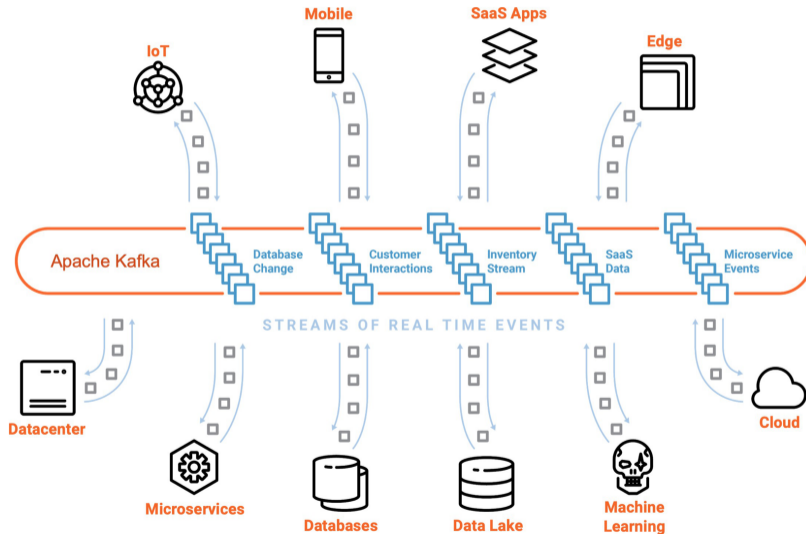 IoT
Mobile
SaaS Apps
Edge
Apache Kafka
Database
Change
Customer
Interactions
Inventory
Stream
SaaS
Data
Microservice
Events
STREAMS OF REAL TIME EVENTS
Datacenter
Microservices
Databases
Data Lake
Machine
Learning
Cloud